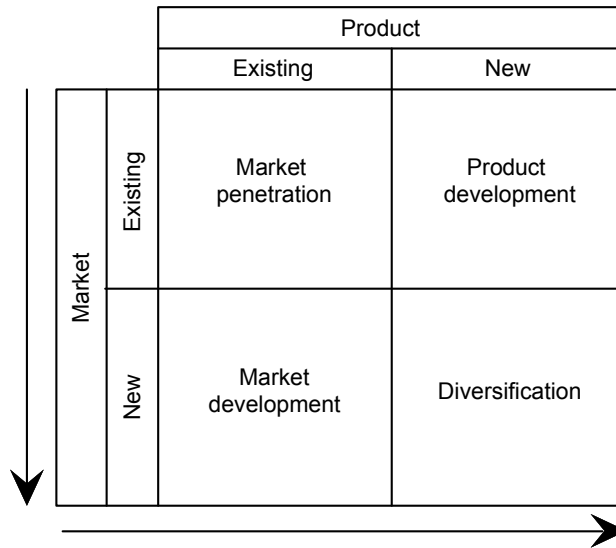 Product
Existing
New
Market
Existing
Market
penetration
Product
development
New
Market
development
Diversification